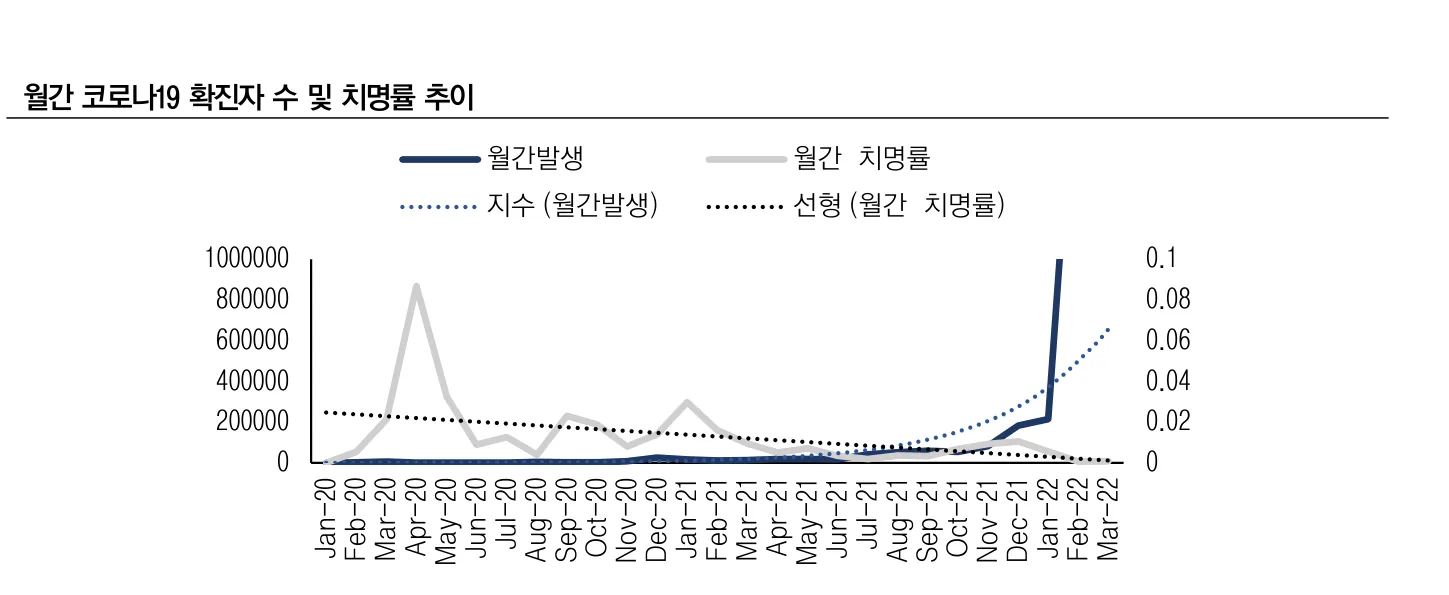 월간 코로나19 확진자 수 및 치명률 추이
월간발생 월간 치명률
지수 (월간발생) 선형 (월간 치명률)
1000000 0.1
800000 0.08
600000 0.06
400000 0.04
200000 0.02
0 0
Jan-20 Feb-20 Mar-20 Apr-20 May-20 Jun-20 Jul-20 Aug-20 Sep-20 Oct-20 Nov-20 Dec-20 Jan-21 Feb-21 Mar-21 Apr-21 May-21 Jun-21 Jul-21 Aug-21 Sep-21 Oct-21 Nov-21 Dec-21 Jan-22 Feb-22 Mar-22